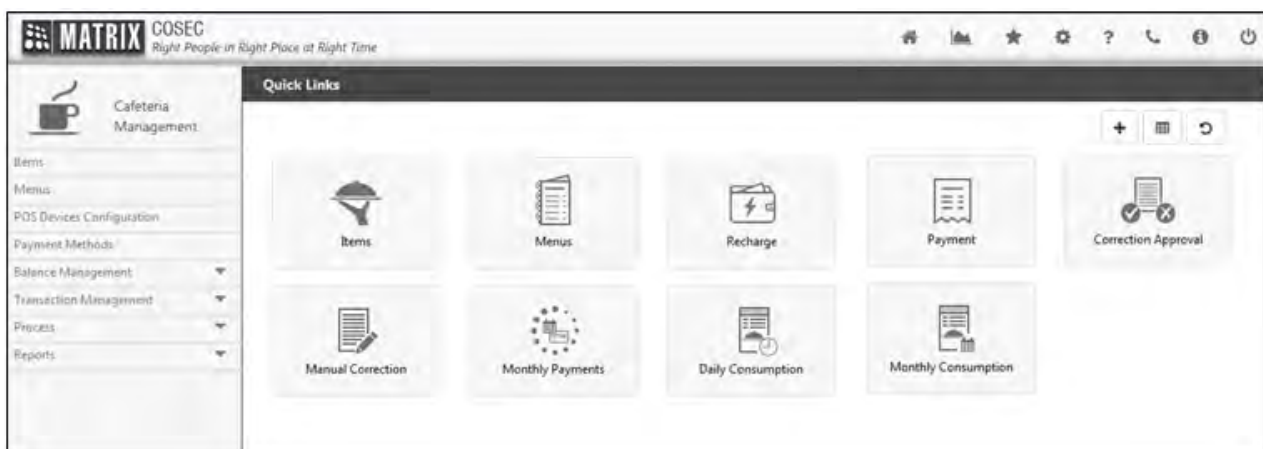 MATRIX COSEC
Right People in Right Place at Right Time
?
Cafeteria
Management
Items
Menus
POS Devices Configuration
Payment Methods
Balance Management
Transaction Management
Process
Reports
Quick Links
Items
Menus
Recharge
Payment
Correction Approval
Manual Correction
Monthly Payments
Daily Consumption
Monthly Consumption